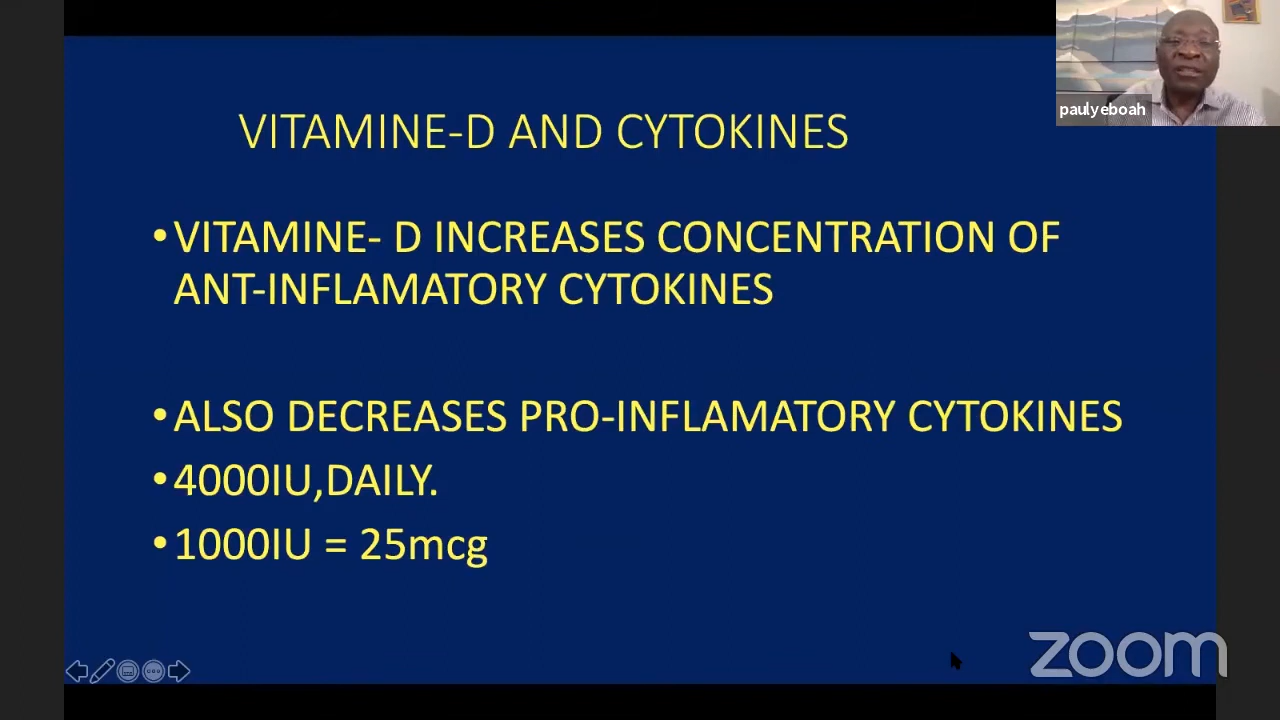 paulyeboah
VITAMINE-D AND CYTOKINES
•VITAMINE- D INCREASES CONCENTRATION OF
ANT-INFLAMATORY CYTOKINES
•ALSO DECREASES PRO-INFLAMATORY CYTOKINES
•4000IU,DAILY.
•1000IU = 25mcg
zoom